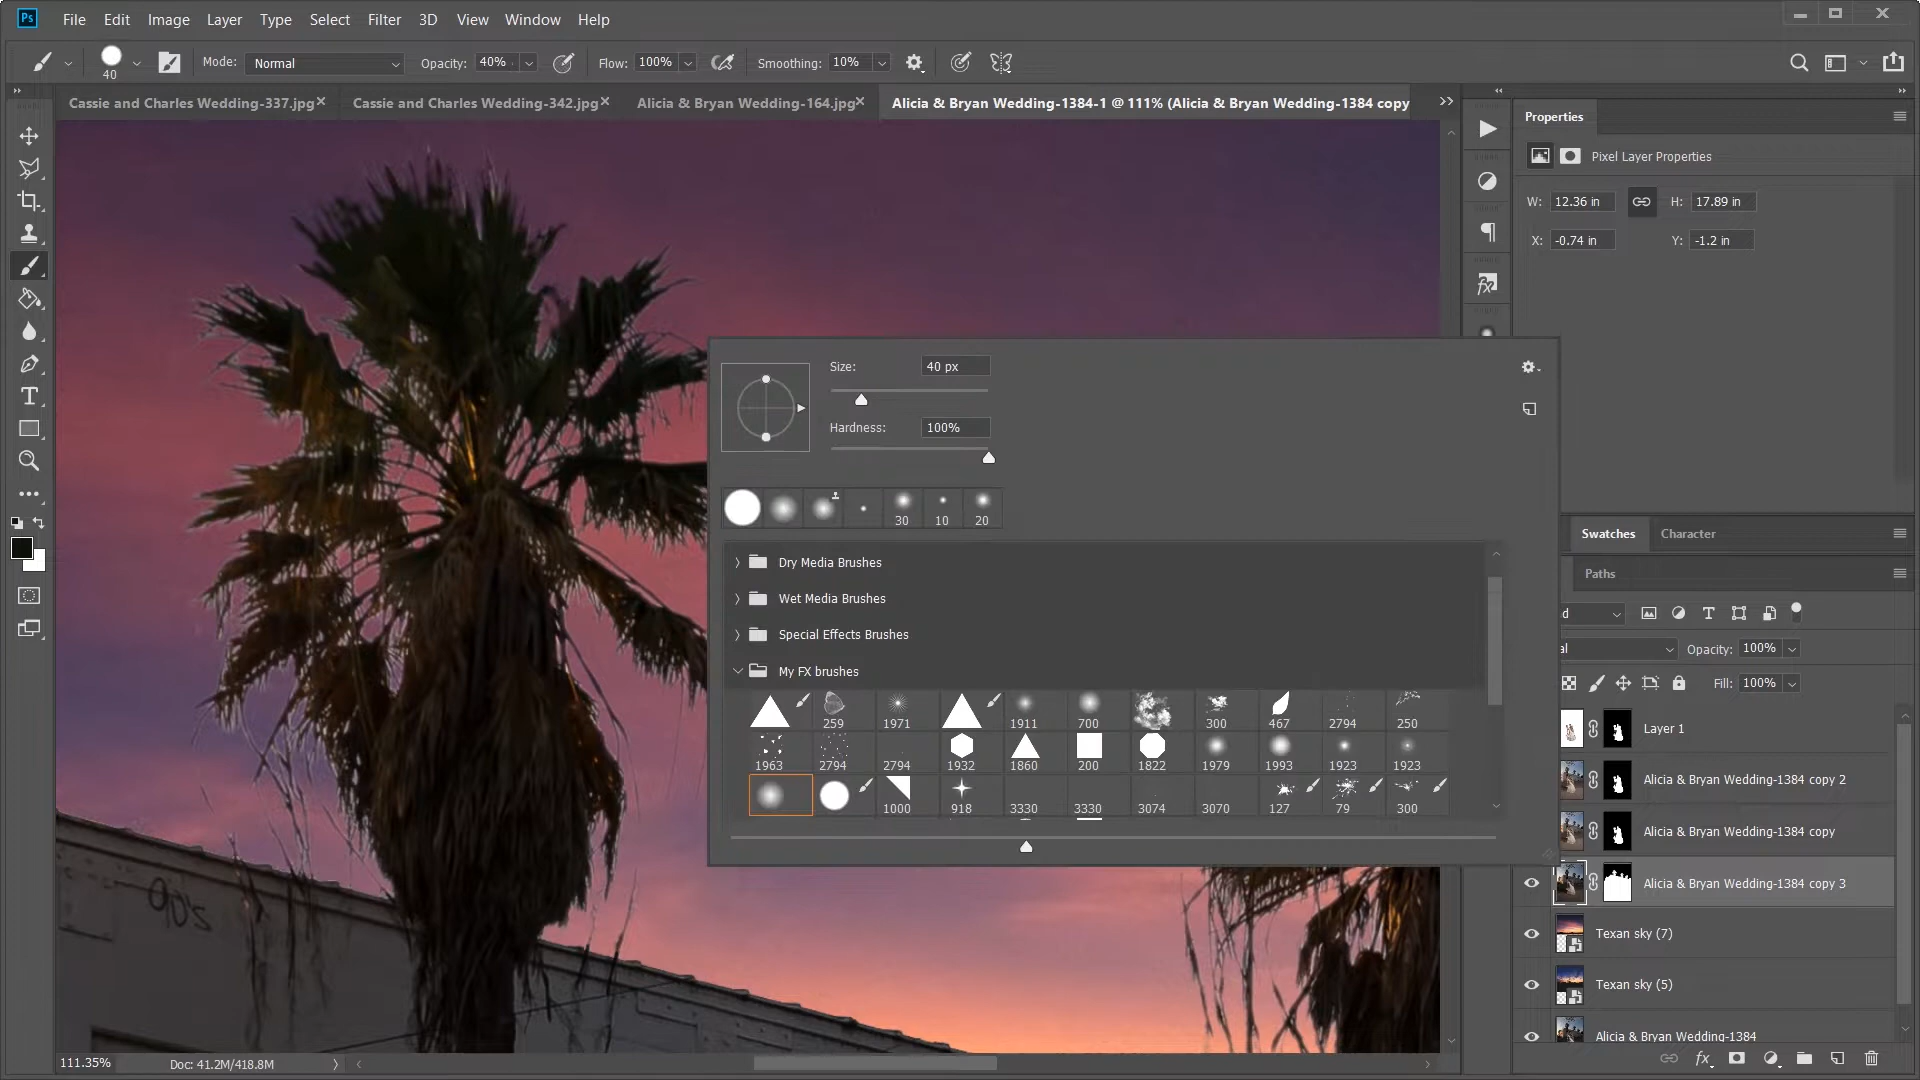 Ps File Edit Image Layer Type Select Filter 3D View Window Help
40 Mode: Normal Opacity: 40% Flow: 100% Smoothing: 10%
Cassie and Charles Wedding-337.jpg Cassie and Charles Wedding-342.jpg Alicia & Bryan Wedding-164.jpg Alicia & Bryan Wedding-1384-1 @ 111% (Alicia & Bryan Wedding-1384 copy
Properties
Pixel Layer Properties
W: 12.36 in H: 17.89 in
X: -0.74 in Y: -1.2 in
Size: 40 px
Hardness: 100%
30 10 20
Dry Media Brushes
Wet Media Brushes
Special Effects Brushes
My FX brushes
259 1971 1911 700 300 467 2794 250
1963 2794 2794 1932 1860 200 1822 1979 1993 1923 1923
1000 918 3330 3330 3074 3070 127 79 300
Swatches Character
Paths
Opacity: 100%
Fill: 100%
Layer 1
Alicia & Bryan Wedding-1384 copy 2
Alicia & Bryan Wedding-1384 copy
Alicia & Bryan Wedding-1384 copy 3
Texan sky (7)
Texan sky (5)
Alicia & Bryan Wedding-1384
90's
111.35% Doc: 41.2M/418.8M